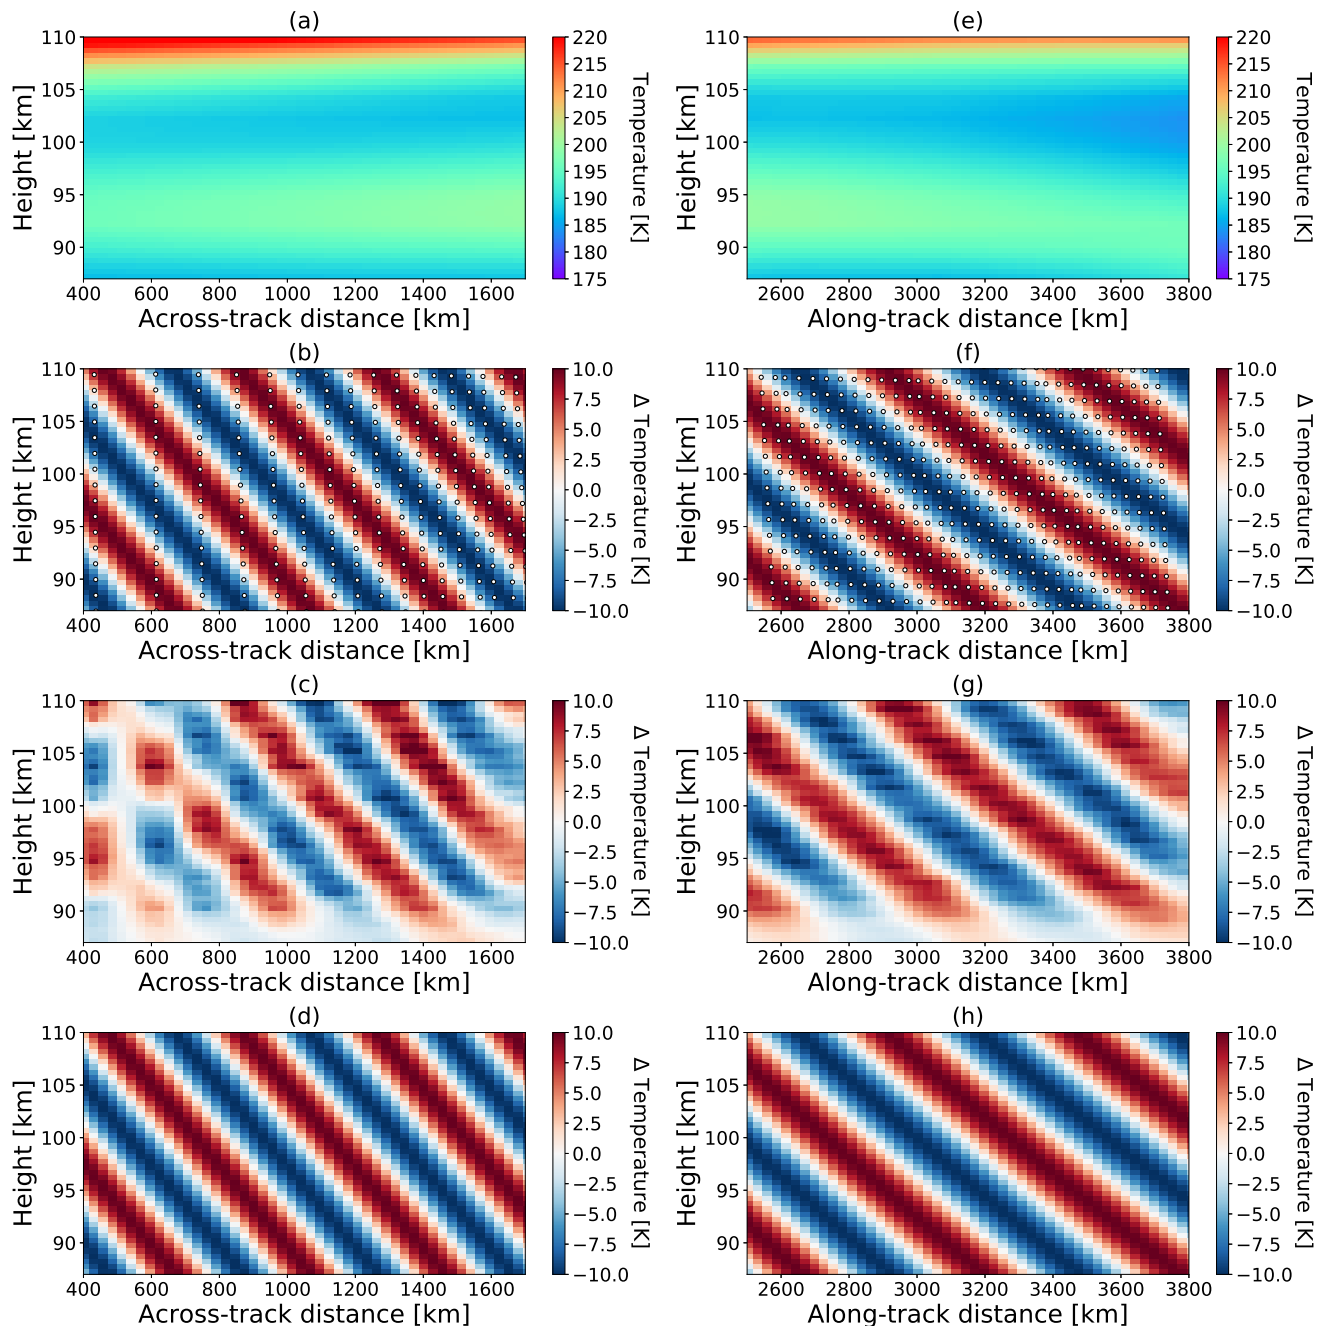 (a)
110
105
100
95
90
Height [km]
400 600 800 1000 1200 1400 1600
Across-track distance [km]
220
215
210
205
200
195
190
185
180
175
Temperature [K]
(e)
110
105
100
95
90
Height [km]
2600 2800 3000 3200 3400 3600 3800
Along-track distance [km]
220
215
210
205
200
195
190
185
180
175
Temperature [K]
(b)
110
105
100
95
90
Height [km]
400 600 800 1000 1200 1400 1600
Across-track distance [km]
10.0
7.5
5.0
2.5
0.0
−2.5
−5.0
−7.5
−10.0
Δ Temperature [K]
(f)
110
105
100
95
90
Height [km]
2600 2800 3000 3200 3400 3600 3800
Along-track distance [km]
10.0
7.5
5.0
2.5
0.0
−2.5
−5.0
−7.5
−10.0
Δ Temperature [K]
(c)
110
105
100
95
90
Height [km]
400 600 800 1000 1200 1400 1600
Across-track distance [km]
10.0
7.5
5.0
2.5
0.0
−2.5
−5.0
−7.5
−10.0
Δ Temperature [K]
(g)
110
105
100
95
90
Height [km]
2600 2800 3000 3200 3400 3600 3800
Along-track distance [km]
10.0
7.5
5.0
2.5
0.0
−2.5
−5.0
−7.5
−10.0
Δ Temperature [K]
(d)
110
105
100
95
90
Height [km]
400 600 800 1000 1200 1400 1600
Across-track distance [km]
10.0
7.5
5.0
2.5
0.0
−2.5
−5.0
−7.5
−10.0
Δ Temperature [K]
(h)
110
105
100
95
90
Height [km]
2600 2800 3000 3200 3400 3600 3800
Along-track distance [km]
10.0
7.5
5.0
2.5
0.0
−2.5
−5.0
−7.5
−10.0
Δ Temperature [K]